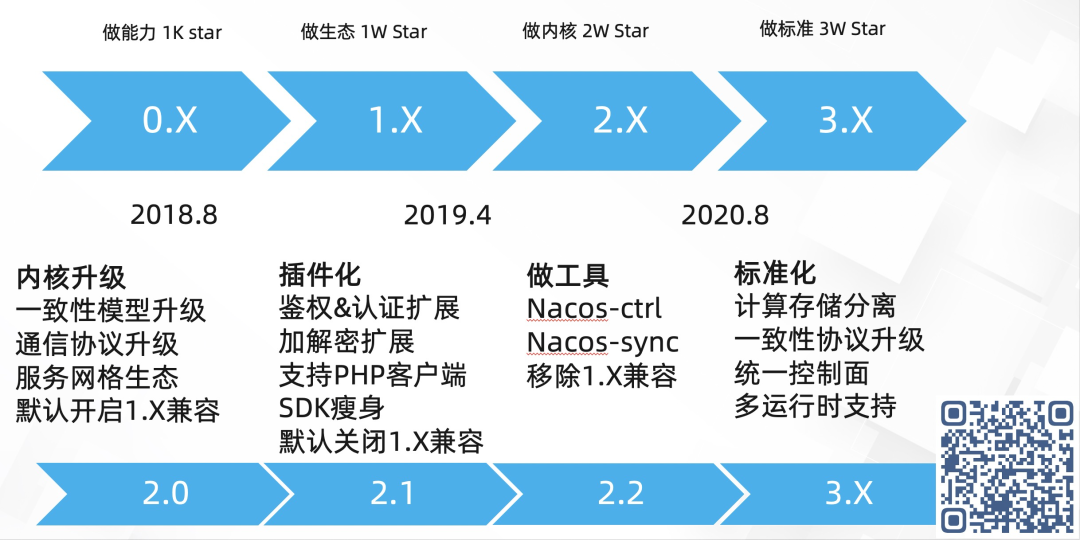 做能力 1K star
做生态 1W Star
做内核 2W Star
做标准 3W Star
0.X
1.X
2.X
3.X
2018.8
2019.4
2020.8
内核升级
一致性模型升级
通信协议升级
服务网格生态
默认开启1.X兼容
插件化
鉴权&认证扩展
加解密扩展
支持PHP客户端
SDK瘦身
默认关闭1.X兼容
做工具
Nacos-ctrl
Nacos-sync
移除1.X兼容
标准化
计算存储分离
一致性协议升级
统一控制面
多运行时支持
2.0
2.1
2.2
3.X